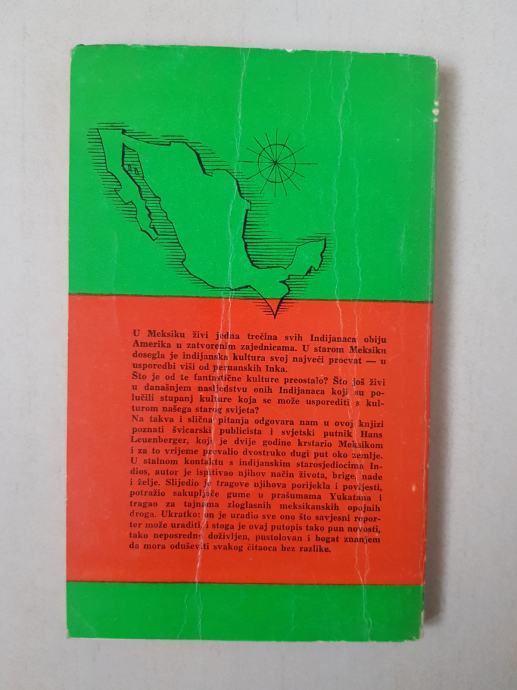 U Meksiku živi jedna trećina svih Indijanaca obiju
Amerika u zatvorenim zajednicama. U starom Meksiku
dosegla je indijanska kultura svoj najveći procvat — u
usporedbi viši od peruanskih Inka.
Što je od te fantastične kulture preostalo? Što još živi
u današnjem nasljedstvu onih Indijanaca koji su po-
lučili stupanj kulture koja se može usporediti s kul-
turom našega starog svijeta?
Na takva i slična pitanja odgovara nam u ovoj knjizi
poznati švicarski publicista i svjetski putnik Hans
Leuenberger, koji je dvije godine krstario Meksikom
i za to vrijeme prevalio dvostruko dugi put oko zemlje.
U stalnom kontaktu s indijanskim starosjediocima In-
dios, autor je ispitivao njihov način života, brige, nade
i želje. Slijedio je tragove njihova porijekla i povijesti,
potražio sakupljače gume u prašumama Yukatana i
tragao za tajnama zloglasnih meksikanskih opojnih
droga. Ukratko: on je uradio sve ono što savjesni repor-
ter može uraditi, i stoga je ovaj putopis tako pun novosti,
tako neposredno doživljen, pustolovan i bogat znanjem
da mora oduševiti svakog čitaoca bez razlike.